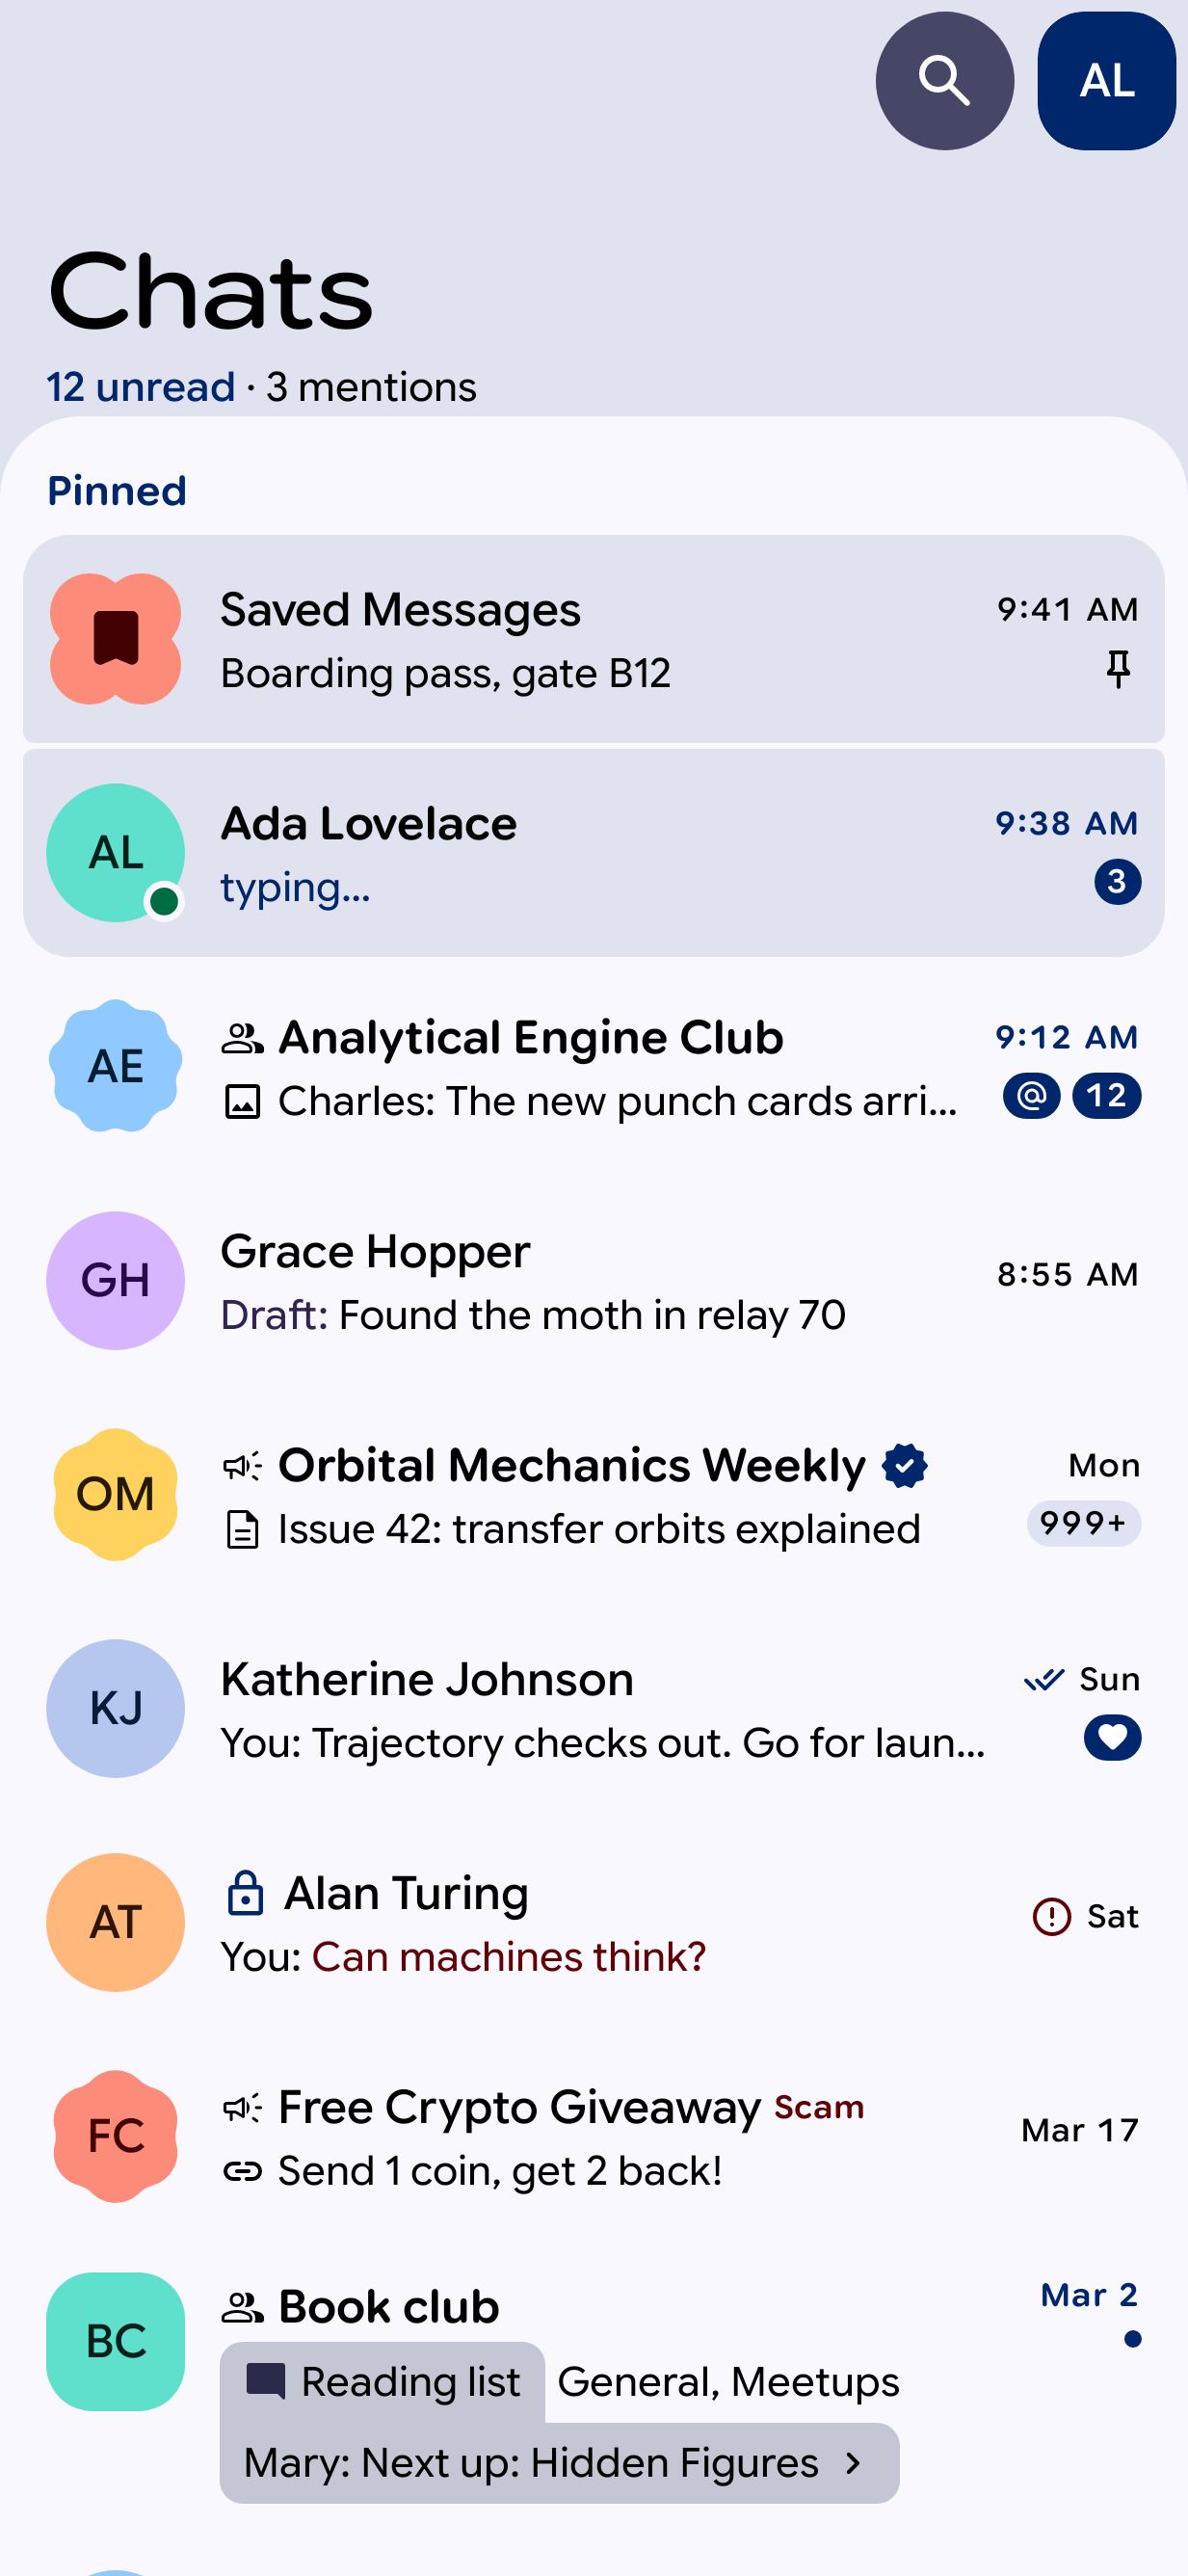 AL
Chats
12 unread · 3 mentions
Pinned
Saved Messages
9:41 AM
Boarding pass, gate B12
AL
Ada Lovelace
9:38 AM
typing...
3
AE
Analytical Engine Club
9:12 AM
Charles: The new punch cards arri...
@ 12
GH
Grace Hopper
8:55 AM
Draft: Found the moth in relay 70
OM
Orbital Mechanics Weekly
Mon
Issue 42: transfer orbits explained
999+
KJ
Katherine Johnson
Sun
You: Trajectory checks out. Go for laun...
AT
Alan Turing
Sat
You: Can machines think?
FC
Free Crypto Giveaway Scam
Mar 17
Send 1 coin, get 2 back!
BC
Book club
Mar 2
Reading list General, Meetups
Mary: Next up: Hidden Figures